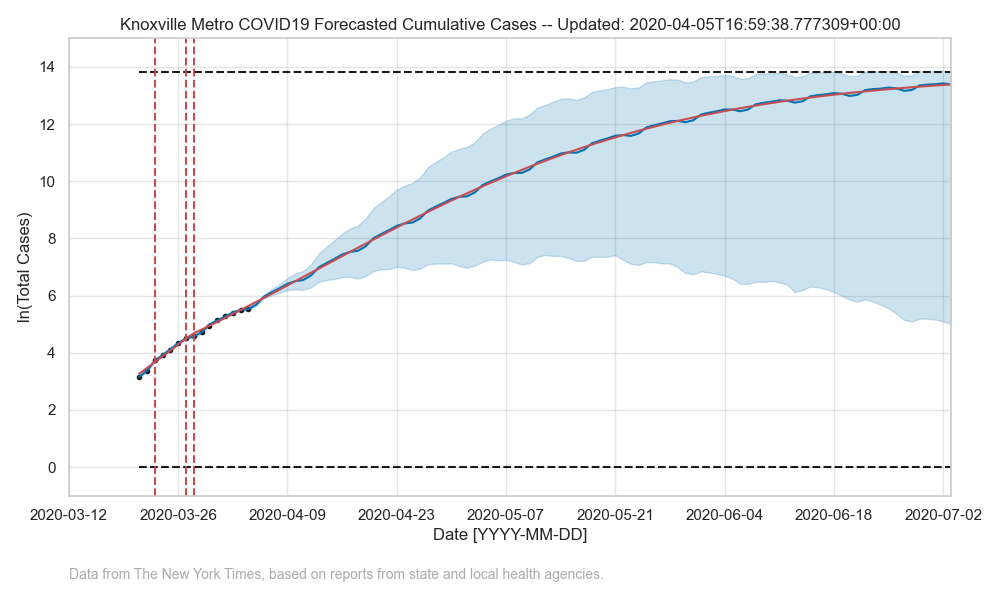 Knoxville Metro COVID19 Forecasted Cumulative Cases -- Updated: 2020-04-05T16:59:38.777309+00:00
ln(Total Cases)
14
12
10
8
6
4
2
0
2020-03-12 2020-03-26 2020-04-09 2020-04-23 2020-05-07 2020-05-21 2020-06-04 2020-06-18 2020-07-02
Date [YYYY-MM-DD]
Data from The New York Times, based on reports from state and local health agencies.